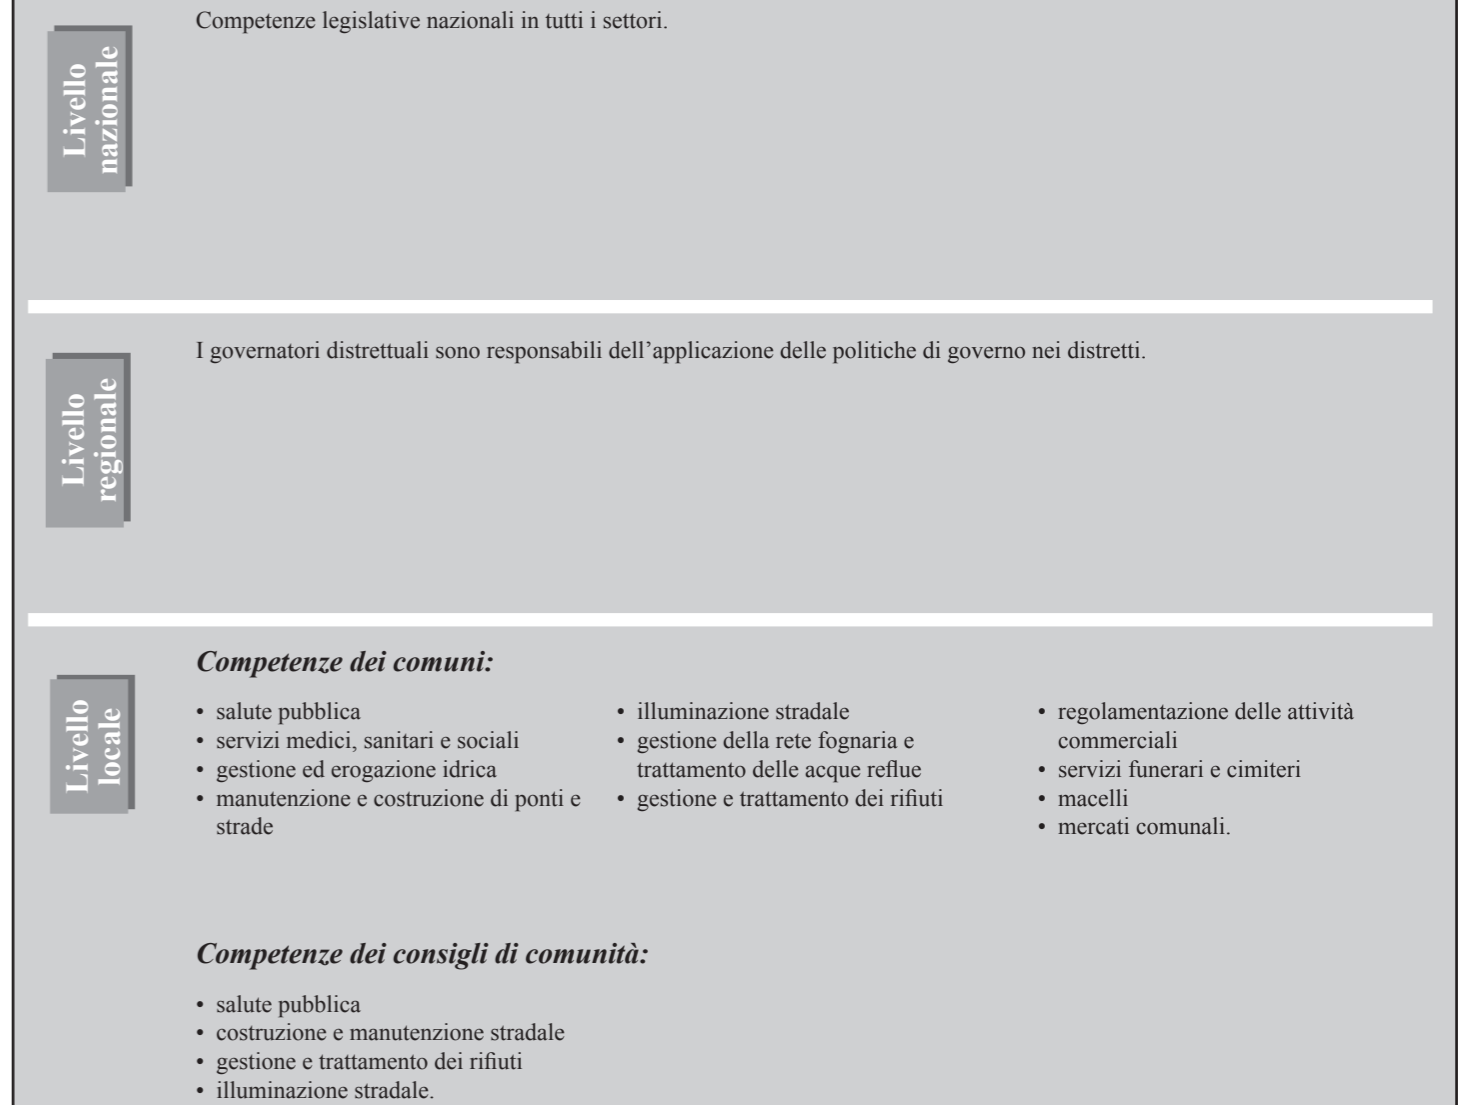 Livello
nazionale
Competenze legislative nazionali in tutti i settori.
Livello
regionale
I governatori distrettuali sono responsabili dell’applicazione delle politiche di governo nei distretti.
Livello
locale
Competenze dei comuni:
• salute pubblica
• servizi medici, sanitari e sociali
• gestione ed erogazione idrica
• manutenzione e costruzione di ponti e
strade
• illuminazione stradale
• gestione della rete fognaria e
trattamento delle acque reflue
• gestione e trattamento dei rifiuti
• regolamentazione delle attività
commerciali
• servizi funerari e cimiteri
• macelli
• mercati comunali.
Competenze dei consigli di comunità:
• salute pubblica
• costruzione e manutenzione stradale
• gestione e trattamento dei rifiuti
• illuminazione stradale.